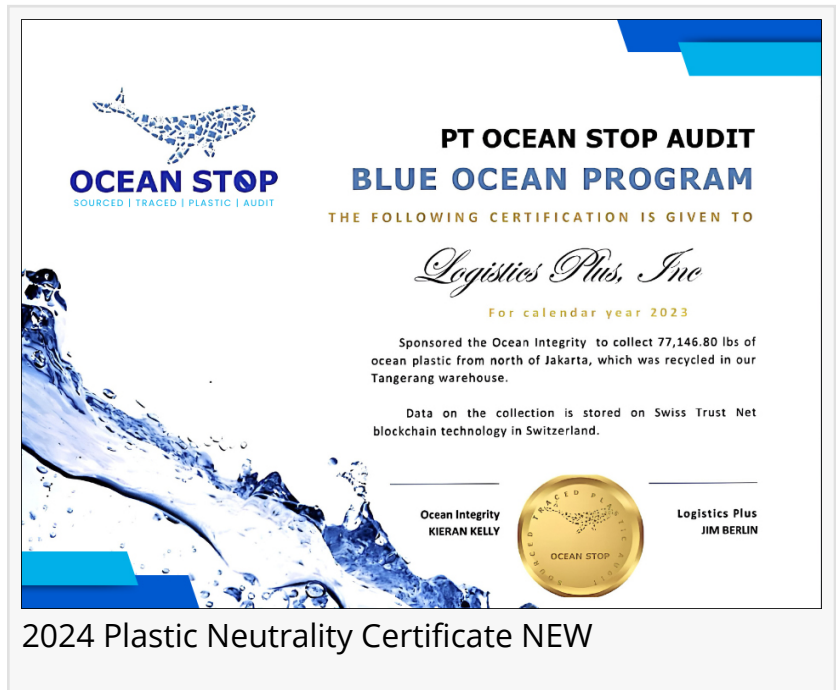 OCEAN STOP
SOURCED | TRACED | PLASTIC | AUDIT
PT OCEAN STOP AUDIT
BLUE OCEAN PROGRAM
THE FOLLOWING CERTIFICATION IS GIVEN TO
Logistics Plus, Inc
For calendar year 2023
Sponsored the Ocean Integrity to collect 77,146.80 lbs of
ocean plastic from north of Jakarta, which was recycled in our
Tangerang warehouse.
Data on the collection is stored on Swiss Trust Net
blockchain technology in Switzerland.
Ocean Integrity
KIERAN KELLY
SOURCED TRACED PLASTIC AUDIT
OCEAN STOP
Logistics Plus
JIM BERLIN
2024 Plastic Neutrality Certificate NEW